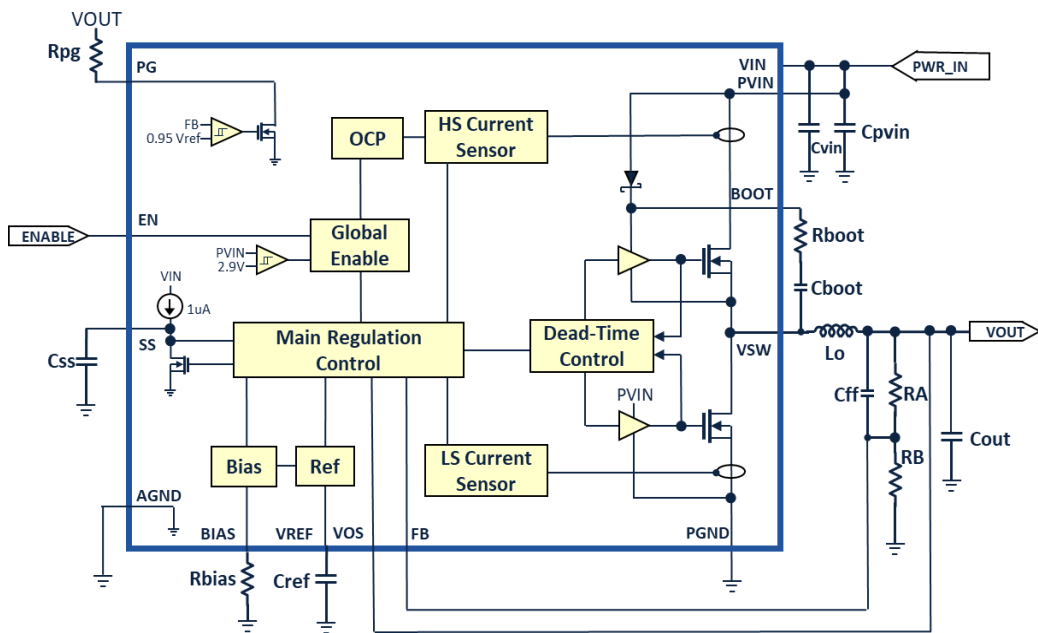 VOUT
Rpg
PG
VIN
PVIN
PWR_IN
FB
0.95 Vref
OCP
HS Current
Sensor
Cvin
Cpvin
BOOT
EN
ENABLE
Global
Enable
PVIN
2.9V
Rboot
Cboot
VIN
1uA
SS
Css
Main Regulation
Control
Dead-Time
Control
VSW
Lo
VOUT
Cff
RA
PVIN
Cout
RB
Bias
Ref
LS Current
Sensor
AGND
BIAS
VREF
VOS
FB
PGND
Rbias
Cref